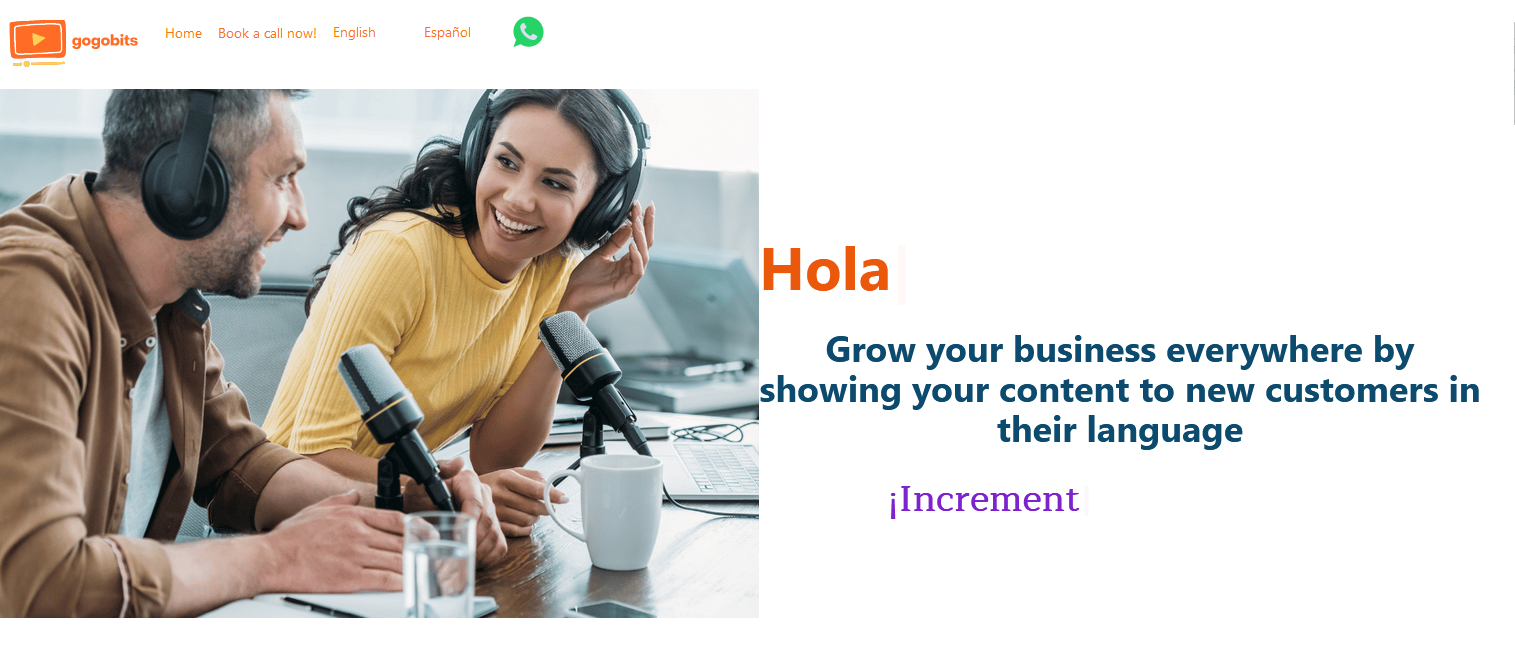 gogobits
Home
Book a call now!
English
Español
Hola
Grow your business everywhere by
showing your content to new customers in
their language
¡Increment